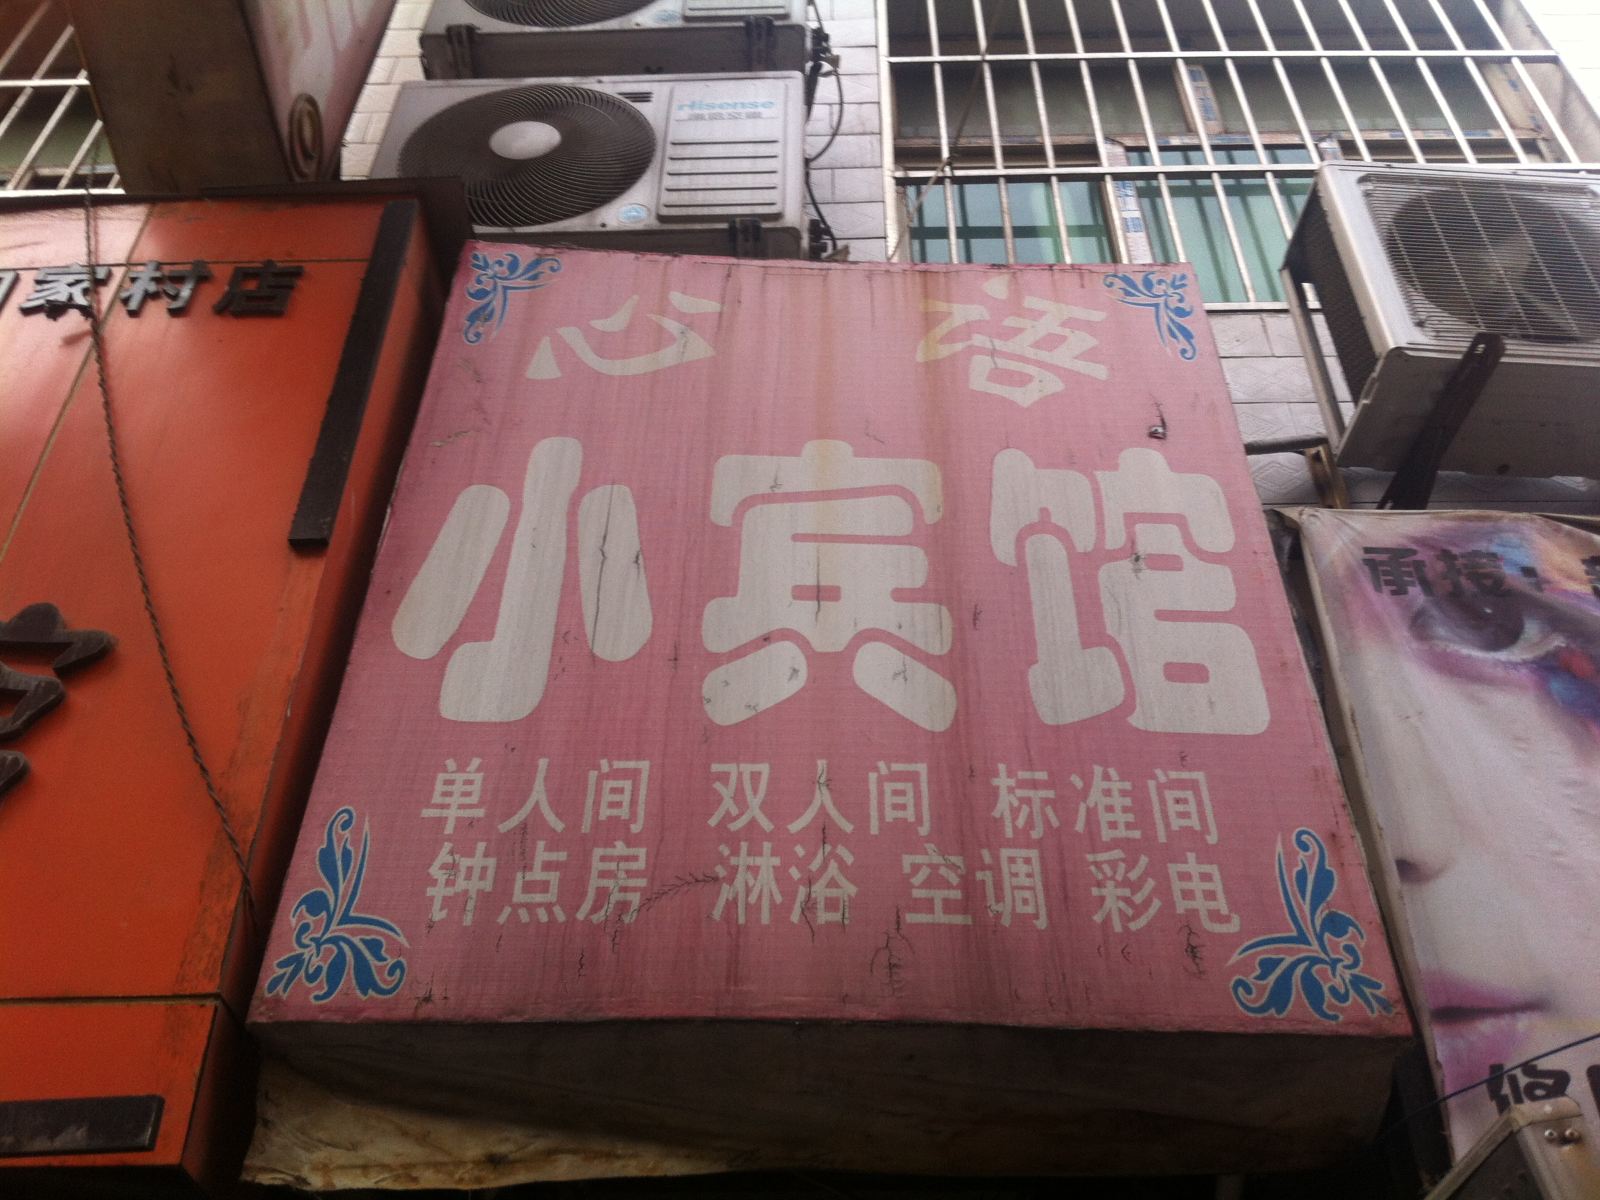 Hisense
家村店
心语
小宾馆
单人间 双人间 标准间
钟点房 淋浴 空调 彩电
承接